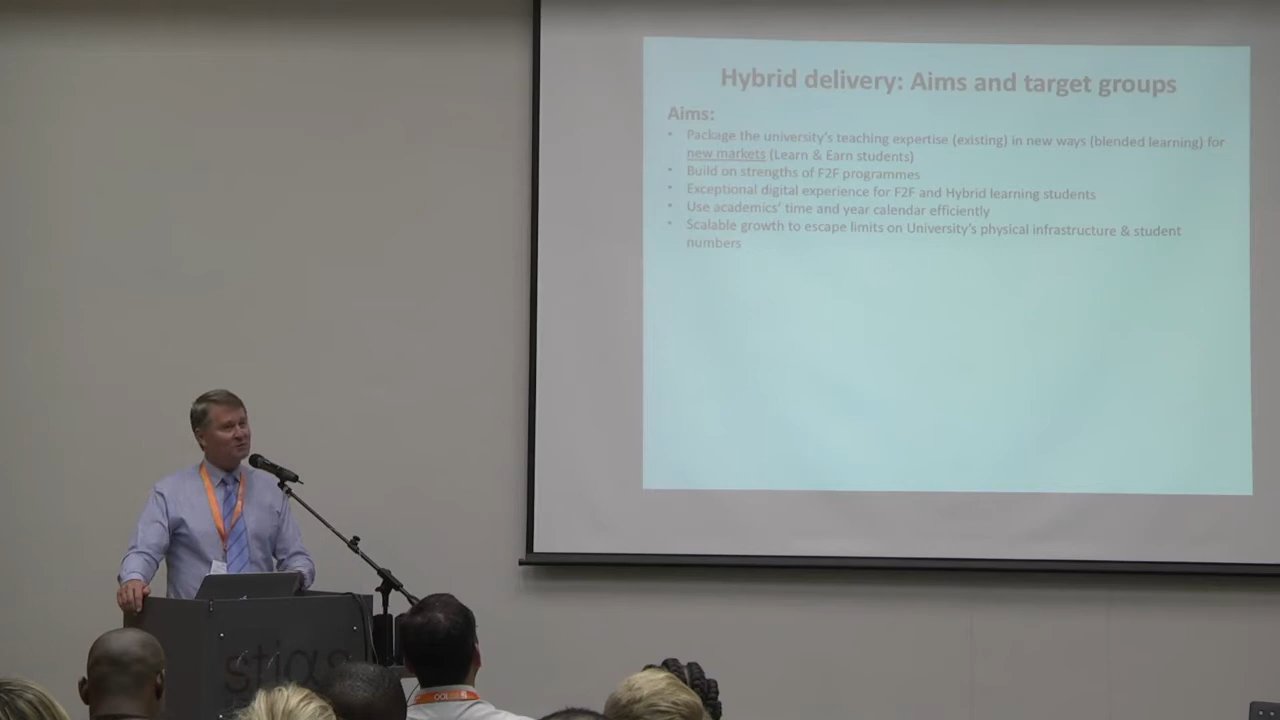 Hybrid delivery: Aims and target groups
Aims:
• Package the university's teaching expertise (existing) in new ways (blended learning) for
new markets (Learn & Earn students)
• Build on strengths of F2F programmes
• Exceptional digital experience for F2F and Hybrid learning students
• Use academics' time and year calendar efficiently
• Scalable growth to escape limits on University's physical infrastructure & student
numbers
stias